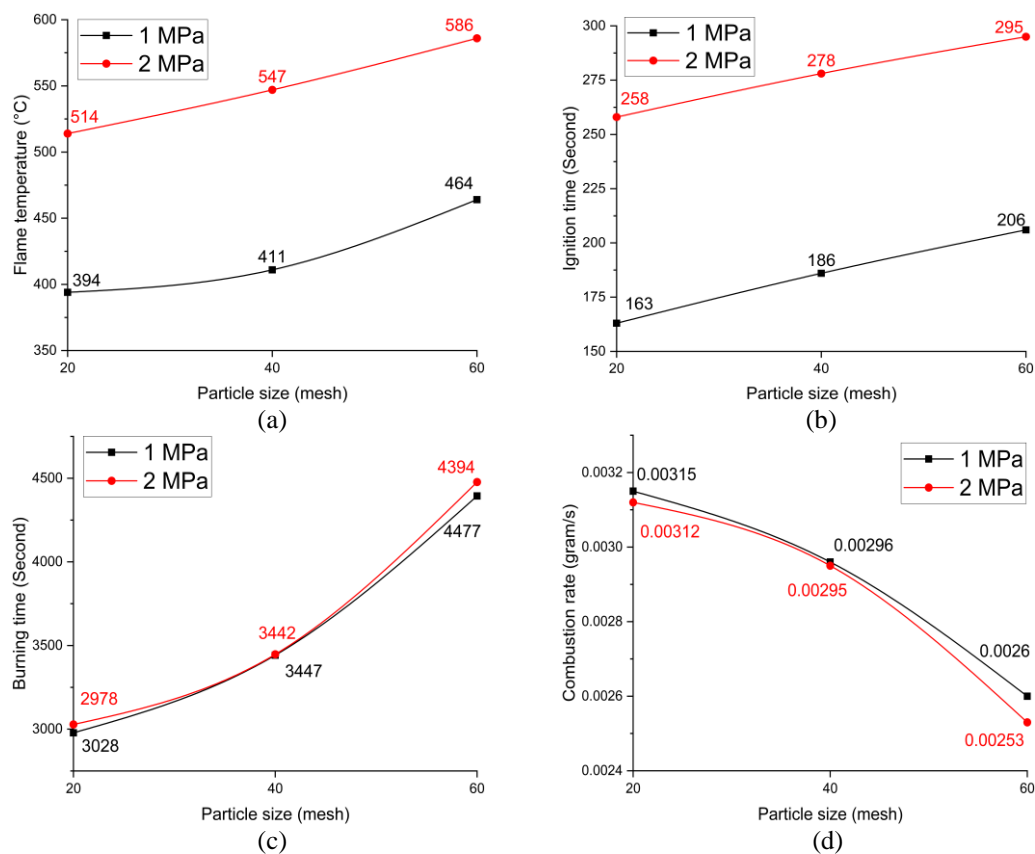 1 MPa
2 MPa
600
550
500
450
400
350
Flame temperature (°C)
514
547
586
394
411
464
20
40
60
Particle size (mesh)
(a)
1 MPa
2 MPa
300
275
250
225
200
175
150
Ignition time (Second)
258
278
295
163
186
206
20
40
60
Particle size (mesh)
(b)
1 MPa
2 MPa
4500
4000
3500
3000
Burning time (Second)
2978
3442
4394
3028
3447
4477
20
40
60
Particle size (mesh)
(c)
1 MPa
2 MPa
0.0032
0.0030
0.0028
0.0026
0.0024
Combustion rate (gram/s)
0.00315
0.00296
0.0026
0.00312
0.00295
0.00253
20
40
60
Particle size (mesh)
(d)